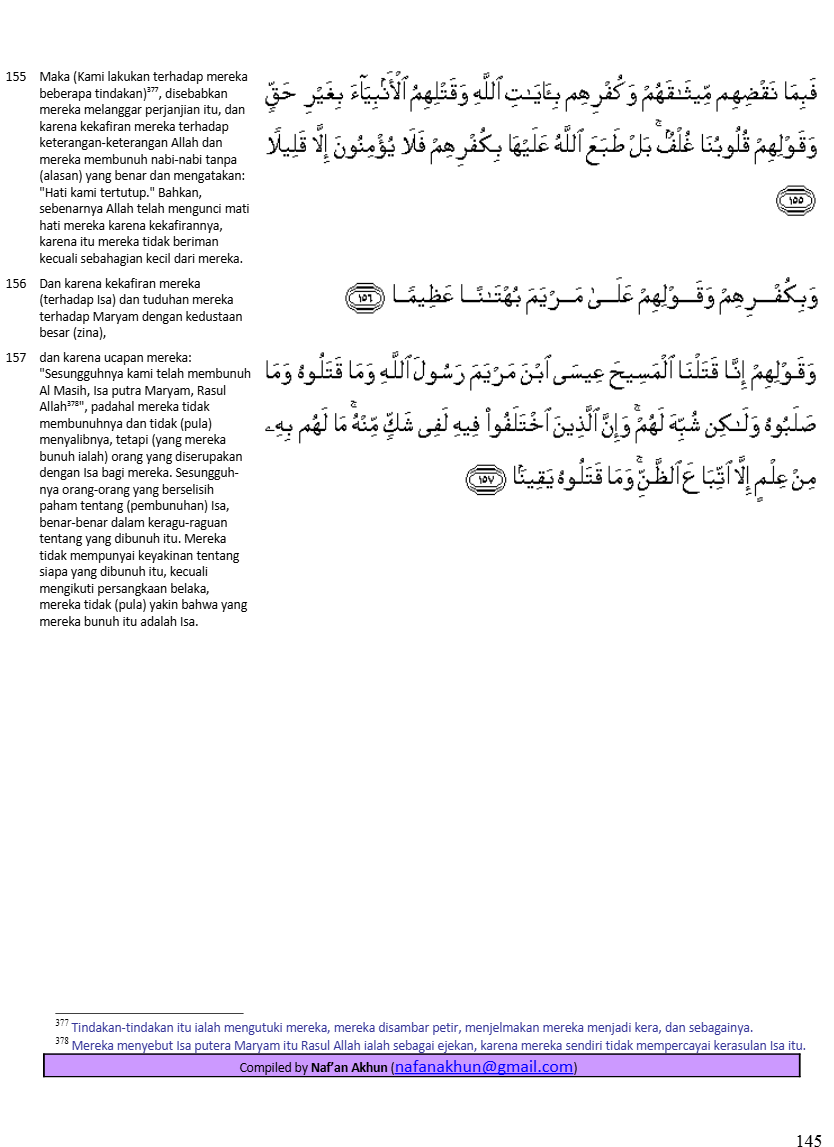 155 Maka (Kami lakukan terhadap mereka
beberapa tindakan)³⁷⁷, disebabkan
mereka melanggar perjanjian itu, dan
karena kekafiran mereka terhadap
keterangan-keterangan Allah dan
mereka membunuh nabi-nabi tanpa
(alasan) yang benar dan mengatakan:
"Hati kami tertutup." Bahkan,
sebenarnya Allah telah mengunci mati
hati mereka karena kekafirannya,
karena itu mereka tidak beriman
kecuali sebahagian kecil dari mereka.
فَبِمَا نَقْضِهِم مِّيثَـٰقَهُمْ وَكُفْرِهِم بِـَٔايَـٰتِ ٱللَّهِ وَقَتْلِهِمُ ٱلْأَنۢبِيَآءَ بِغَيْرِ حَقٍّۢ
وَقَوْلِهِمْ قُلُوبُنَا غُلْفٌۢ ۚ بَلْ طَبَعَ ٱللَّهُ عَلَيْهَا بِكُفْرِهِمْ فَلَا يُؤْمِنُونَ إِلَّا قَلِيلًۭا
١٥٥
156 Dan karena kekafiran mereka
(terhadap Isa) dan tuduhan mereka
terhadap Maryam dengan kedustaan
besar (zina),
وَبِكُفْرِهِمْ وَقَوْلِهِمْ عَلَىٰ مَرْيَمَ بُهْتَـٰنًا عَظِيمًۭا ١٥٦
157 dan karena ucapan mereka:
"Sesungguhnya kami telah membunuh
Al Masih, Isa putra Maryam, Rasul
Allah³⁷⁸", padahal mereka tidak
membunuhnya dan tidak (pula)
menyalibnya, tetapi (yang mereka
bunuh ialah) orang yang diserupakan
dengan Isa bagi mereka. Sesungguh-
nya orang-orang yang berselisih
paham tentang (pembunuhan) Isa,
benar-benar dalam keragu-raguan
tentang yang dibunuh itu. Mereka
tidak mempunyai keyakinan tentang
siapa yang dibunuh itu, kecuali
mengikuti persangkaan belaka,
mereka tidak (pula) yakin bahwa yang
mereka bunuh itu adalah Isa.
وَقَوْلِهِمْ إِنَّا قَتَلْنَا ٱلْمَسِيحَ عِيسَى ٱبْنَ مَرْيَمَ رَسُولَ ٱللَّهِ وَمَا قَتَلُوهُ وَمَا
صَلَبُوهُ وَلَـٰكِن شُبِّهَ لَهُمْ ۚ وَإِنَّ ٱلَّذِينَ ٱخْتَلَفُوا۟ فِيهِ لَفِى شَكٍّۢ مِّنْهُ ۚ مَا لَهُم بِهِۦ
مِنْ عِلْمٍ إِلَّا ٱتِّبَاعَ ٱلظَّنِّ ۚ وَمَا قَتَلُوهُ يَقِينًۢا ١٥٧
³⁷⁷ Tindakan-tindakan itu ialah mengutuki mereka, mereka disambar petir, menjelmakan mereka menjadi kera, dan sebagainya.
³⁷⁸ Mereka menyebut Isa putera Maryam itu Rasul Allah ialah sebagai ejekan, karena mereka sendiri tidak mempercayai kerasulan Isa itu.
Compiled by Naf'an Akhun (nafanakhun@gmail.com)
145